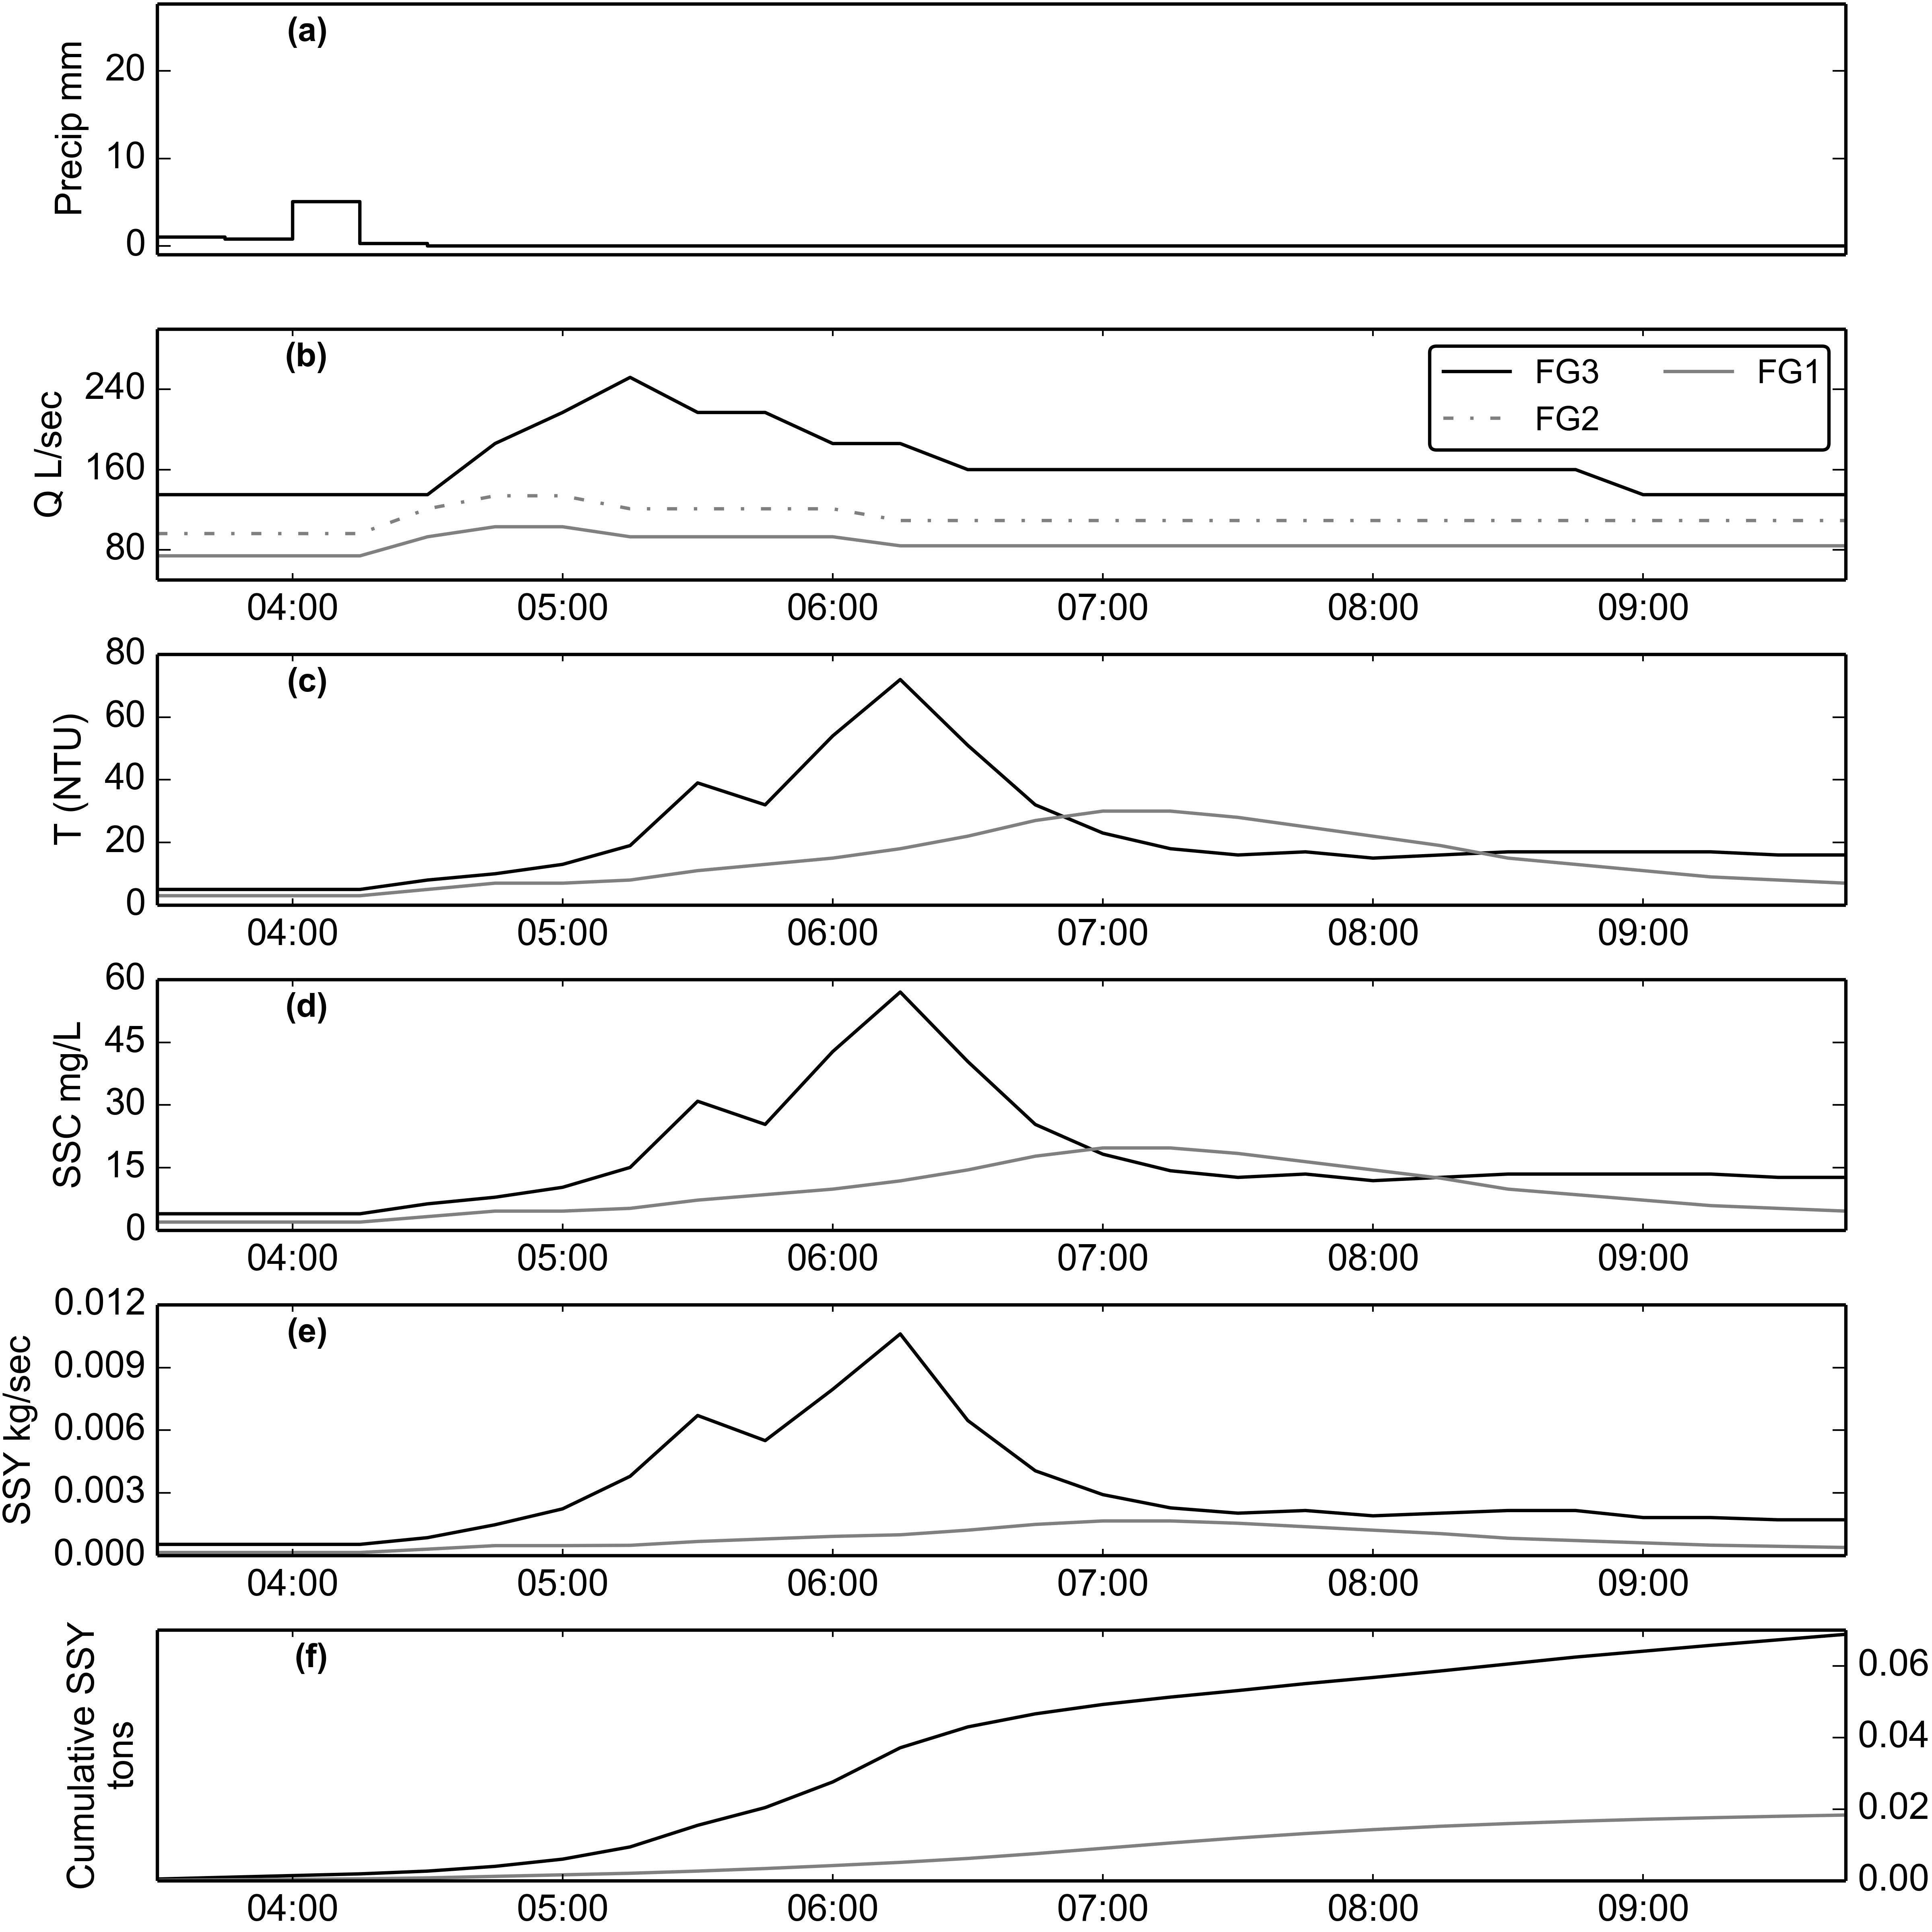 (a)
Precip mm
20
10
0
(b)
Q L/sec
240
160
80
FG3 FG1
FG2
04:00 05:00 06:00 07:00 08:00 09:00
(c)
T (NTU)
80
60
40
20
0
04:00 05:00 06:00 07:00 08:00 09:00
(d)
SSC mg/L
60
45
30
15
0
04:00 05:00 06:00 07:00 08:00 09:00
(e)
SSY kg/sec
0.012
0.009
0.006
0.003
0.000
04:00 05:00 06:00 07:00 08:00 09:00
(f)
Cumulative SSY
tons
0.06
0.04
0.02
0.00
04:00 05:00 06:00 07:00 08:00 09:00